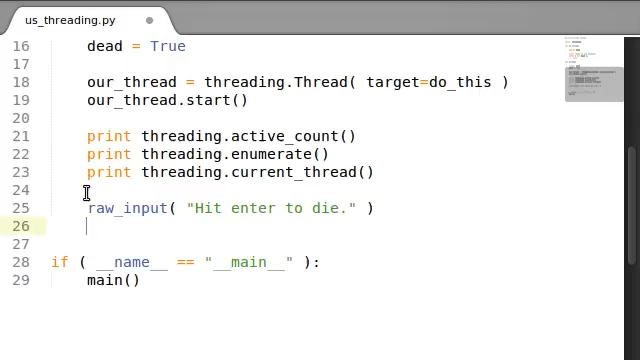 us_threading.py
16 dead = True
17
18 our_thread = threading.Thread( target=do_this )
19 our_thread.start()
20
21 print threading.active_count()
22 print threading.enumerate()
23 print threading.current_thread()
24
25 raw_input( "Hit enter to die." )
26
27
28 if ( __name__ == "__main__" ):
29 main()